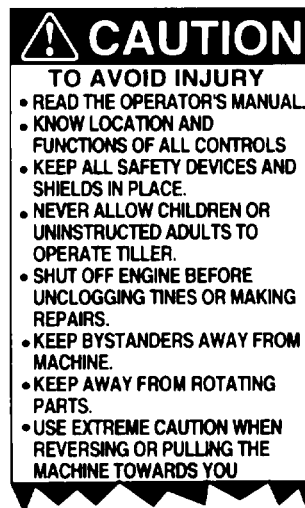 CAUTION
TO AVOID INJURY
• READ THE OPERATOR'S MANUAL.
• KNOW LOCATION AND
FUNCTIONS OF ALL CONTROLS
• KEEP ALL SAFETY DEVICES AND
SHIELDS IN PLACE.
• NEVER ALLOW CHILDREN OR
UNINSTRUCTED ADULTS TO
OPERATE TILLER.
• SHUT OFF ENGINE BEFORE
UNCLOGGING TINES OR MAKING
REPAIRS.
• KEEP BYSTANDERS AWAY FROM
MACHINE.
• KEEP AWAY FROM ROTATING
PARTS.
• USE EXTREME CAUTION WHEN
REVERSING OR PULLING THE
MACHINE TOWARDS YOU